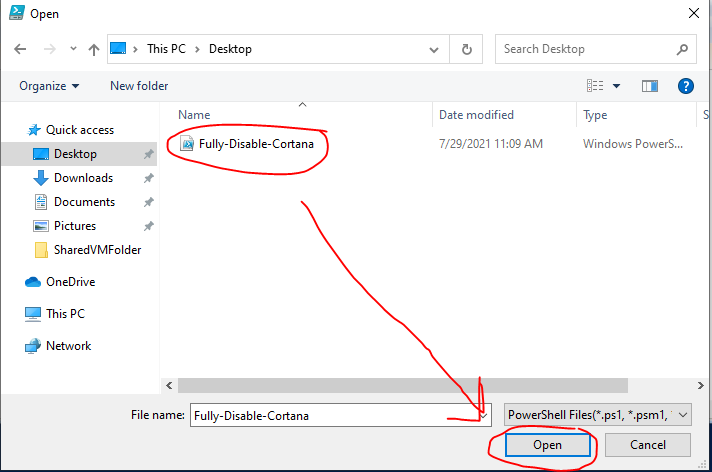 Open
This PC > Desktop
Search Desktop
Organize
New folder
Name
Date modified
Type
S
Quick access
Desktop
Downloads
Documents
Pictures
SharedVMFolder
OneDrive
This PC
Network
Fully-Disable-Cortana
7/29/2021 11:09 AM
Windows PowerS...
File name:
Fully-Disable-Cortana
PowerShell Files(*.ps1, *.psm1,
Open
Cancel